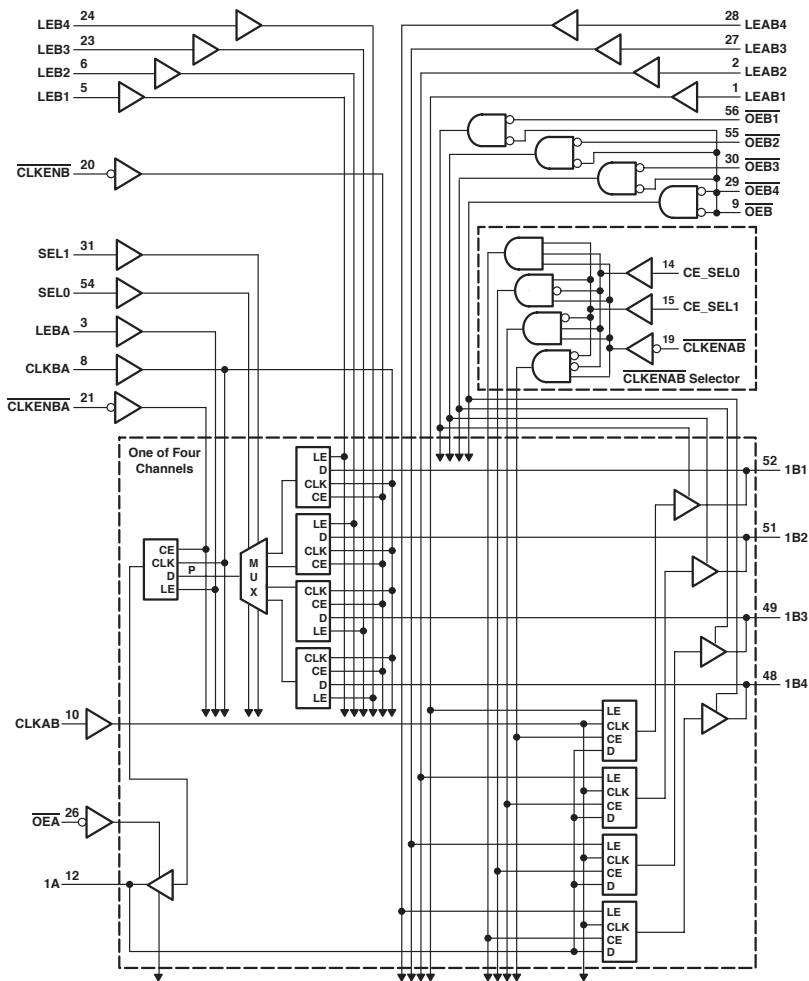 LEB4 24
LEB3 23
LEB2 6
LEB1 5
CLKENB 20
SEL1 31
SEL0 54
LEBA 3
CLKBA 8
CLKENBA 21
28 LEAB4
27 LEAB3
2 LEAB2
1 LEAB1
56 OEB1
55 OEB2
30 OEB3
29 OEB4
9 OEB
14 CE_SEL0
15 CE_SEL1
19 CLKENAB
CLKENAB Selector
One of Four
Channels
LE
D
CLK
CE
52 1B1
LE
D
CLK
CE
51 1B2
CE
CLK
D P
LE
M
U
X
CLK
CE
D
LE
49 1B3
CLK
CE
D
LE
48 1B4
CLKAB 10
LE
CLK
CE
D
LE
CLK
CE
D
OEA 26
LE
CLK
CE
D
1A 12
LE
CLK
CE
D